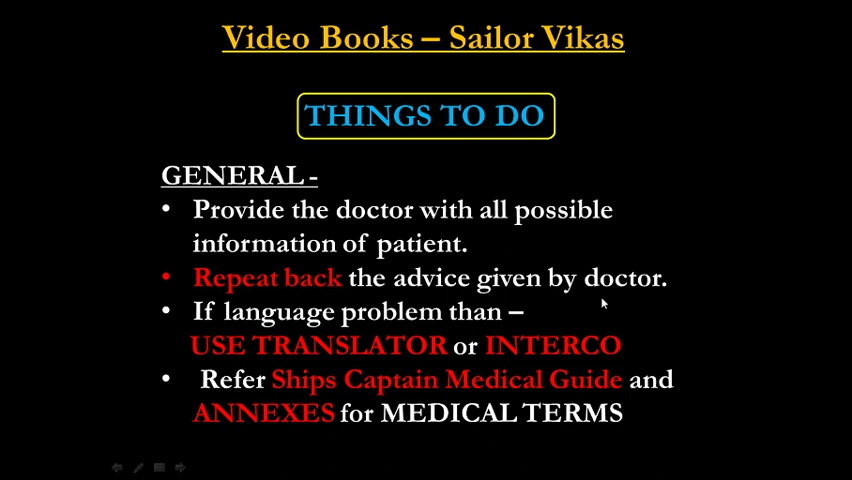 Video Books – Sailor Vikas
THINGS TO DO
GENERAL -
• Provide the doctor with all possible
information of patient.
• Repeat back the advice given by doctor.
• If language problem than –
USE TRANSLATOR or INTERCO
• Refer Ships Captain Medical Guide and
ANNEXES for MEDICAL TERMS